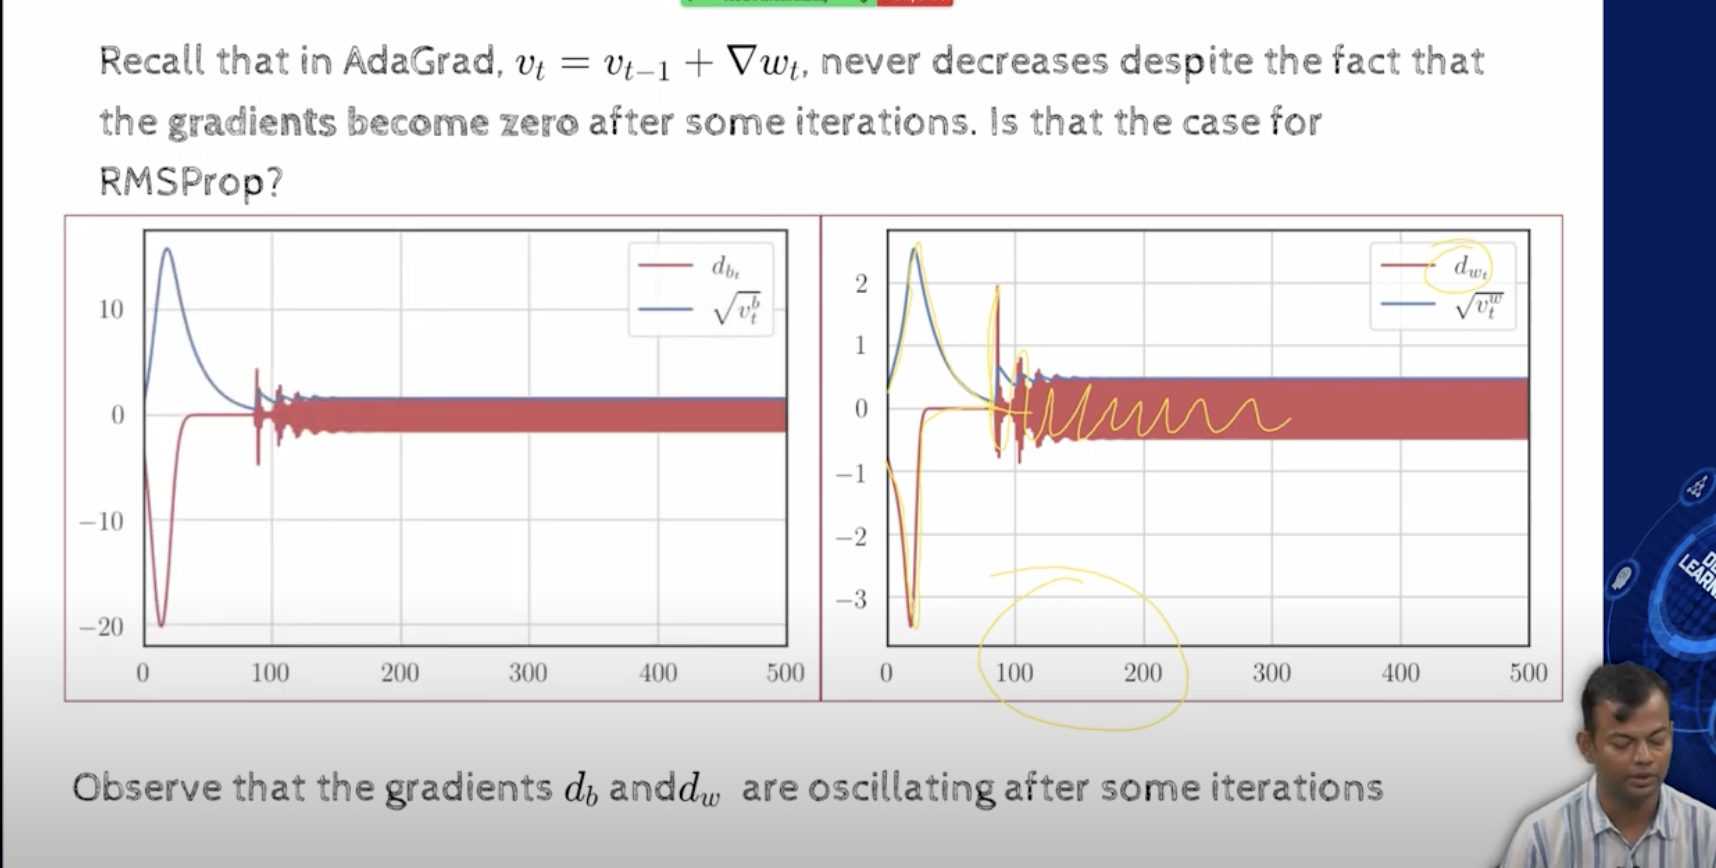 Recall that in AdaGrad, $v_t = v_{t-1} + \nabla w_t$, never decreases despite the fact that
the gradients become zero after some iterations. Is that the case for
RMSProp?
$d_{b_t}$
$\sqrt{v_t^b}$
10
0
−10
−20
0 100 200 300 400 500
$d_{w_t}$
$\sqrt{v_t^w}$
2
1
0
−1
−2
−3
0 100 200 300 400 500
Observe that the gradients $d_b$ and$d_w$ are oscillating after some iterations